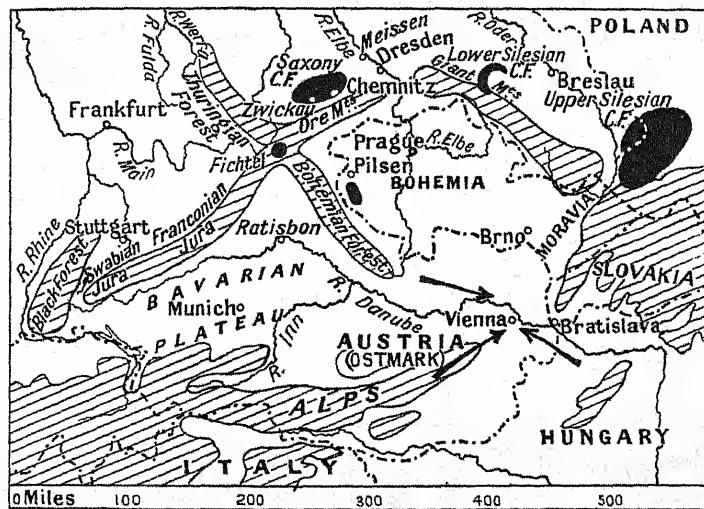 POLAND
R. Werra
R. Fulda
R. Elbe
Meissen
Dresden
R. Oder
Saxony
C.F.
Lower Silesian
C.F.
Chemnitz
Giant Mts
Breslau
Upper Silesian
C.F.
Zwickau
Ore Mts
Thuringian
Forest
Frankfurt
R. Main
Fichtel
Prague
R. Elbe
Pilsen
BOHEMIA
Bohemian Forest
MORAVIA
R. Rhine
Stuttgart
Black Forest
Swabian
Jura
Franconian
Jura
Ratisbon
Brno
SLOVAKIA
BAVARIAN
PLATEAU
Munich
R. Danube
R. Inn
Vienna
Bratislava
AUSTRIA
(OSTMARK)
ALPS
HUNGARY
ITALY
0 Miles 100 200 300 400 500